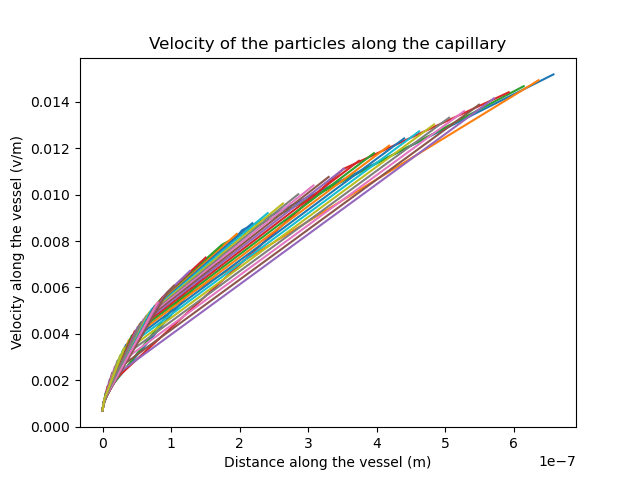 Velocity of the particles along the capillary
Velocity along the vessel (v/m)
0.014
0.012
0.010
0.008
0.006
0.004
0.002
0.000
0 1 2 3 4 5 6
1e−7
Distance along the vessel (m)